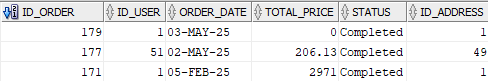 ID_ORDER ID_USER ORDER_DATE TOTAL_PRICE STATUS ID_ADDRESS
179 1 03-MAY-25 0 Completed 1
177 51 02-MAY-25 206.13 Completed 49
171 1 05-FEB-25 2971 Completed 1